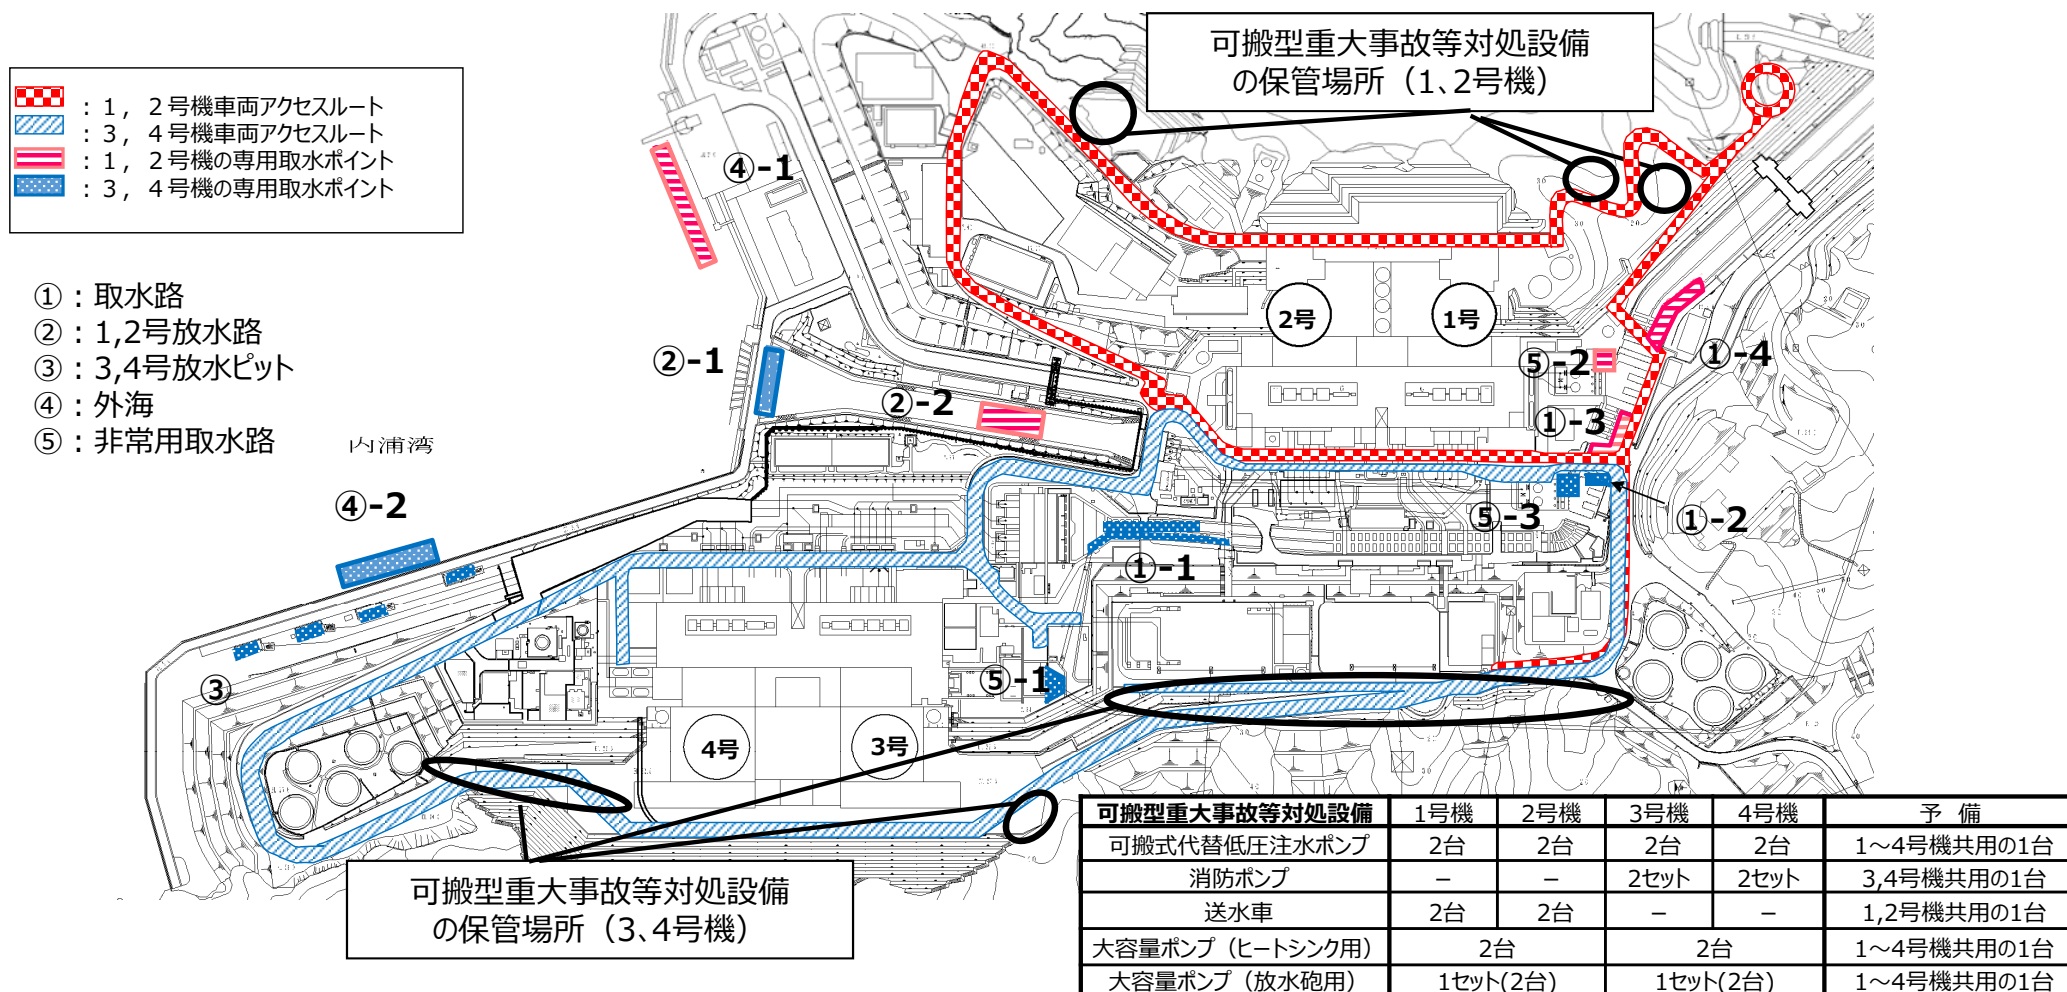 可搬型重大事故等対処設備
の保管場所（1、2号機）
：1，2号機車両アクセスルート
：3，4号機車両アクセスルート
：1，2号機の専用取水ポイント
：3，4号機の専用取水ポイント
①：取水路
②：1,2号放水路
③：3,4号放水ピット
④：外海
⑤：非常用取水路
内浦湾
④-1
②-1
②-2
④-2
2号
1号
⑤-2
①-4
①-3
⑤-3
①-2
①-1
③
⑤-1
4号
3号
可搬型重大事故等対処設備
の保管場所（3、4号機）
可搬型重大事故等対処設備 1号機 2号機 3号機 4号機 予 備
可搬式代替低圧注水ポンプ 2台 2台 2台 2台 1～4号機共用の1台
消防ポンプ － － 2セット 2セット 3,4号機共用の1台
送水車 2台 2台 － － 1,2号機共用の1台
大容量ポンプ（ヒートシンク用） 2台 2台 1～4号機共用の1台
大容量ポンプ（放水砲用） 1セット(2台) 1セット(2台) 1～4号機共用の1台